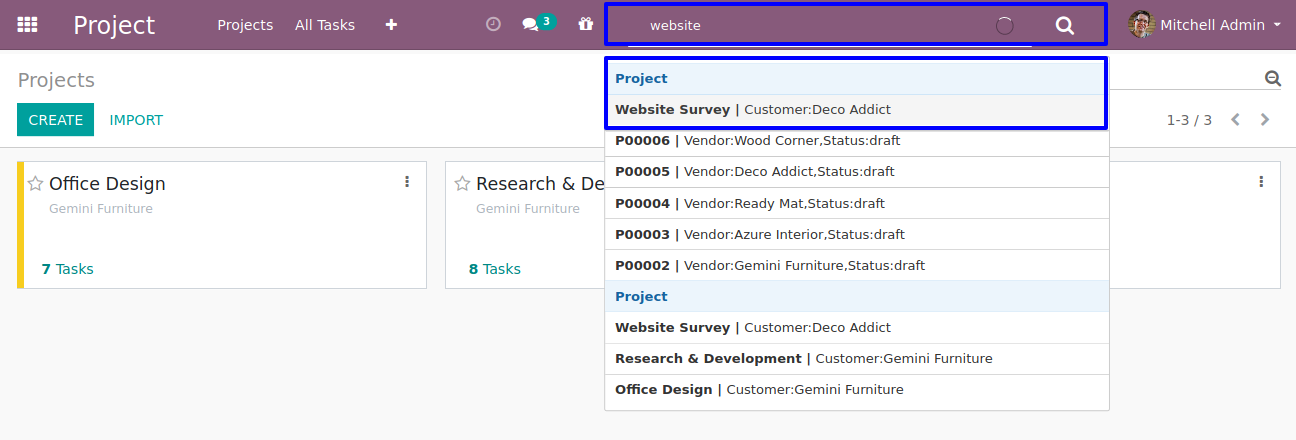 Project Projects All Tasks + 3 website Mitchell Admin
Projects
CREATE IMPORT
1-3 / 3
Project
Website Survey | Customer:Deco Addict
P00006 | Vendor:Wood Corner,Status:draft
P00005 | Vendor:Deco Addict,Status:draft
P00004 | Vendor:Ready Mat,Status:draft
P00003 | Vendor:Azure Interior,Status:draft
P00002 | Vendor:Gemini Furniture,Status:draft
Project
Website Survey | Customer:Deco Addict
Research & Development | Customer:Gemini Furniture
Office Design | Customer:Gemini Furniture
Office Design
Gemini Furniture
7 Tasks
Research & De
Gemini Furniture
8 Tasks